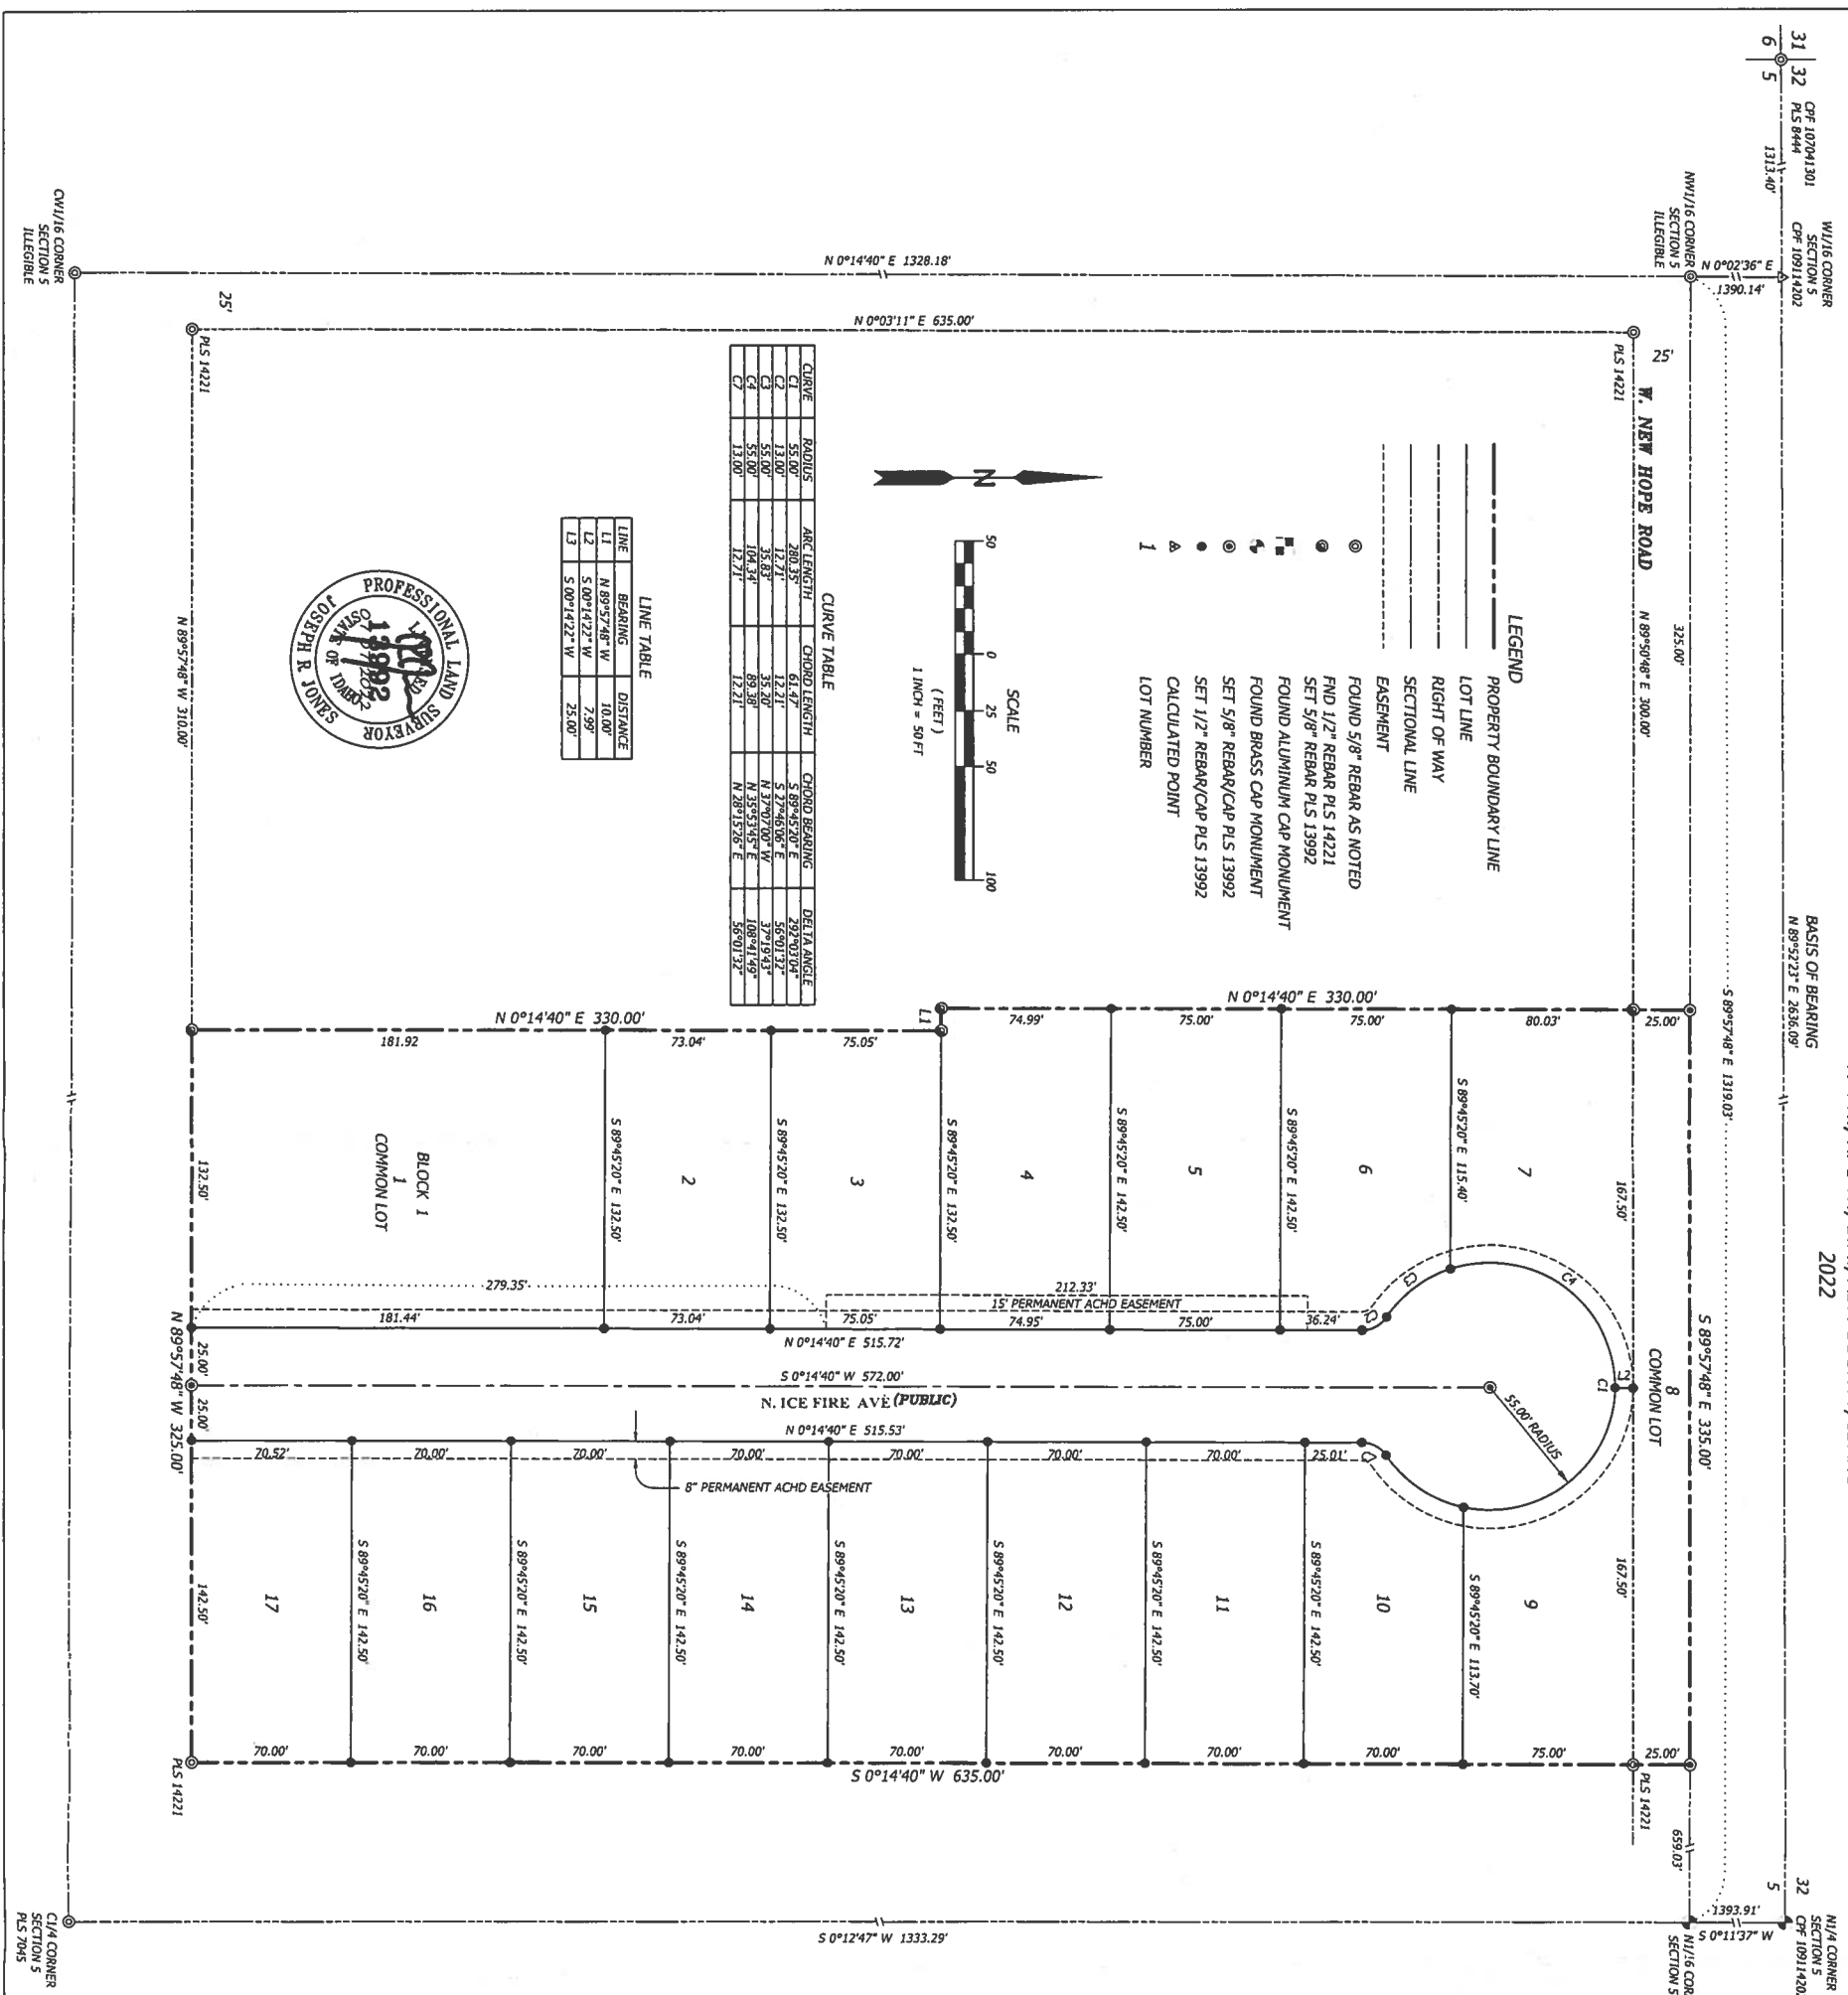 2022
BASIS OF BEARING
N 89°52'23" E 2636.09'
31 32
6 5
CPF 107041301
PLS 8444
1313.40'
W1/16 CORNER
SECTION 5
CPF 109114202
N 0°02'36" E
1390.14'
NW1/16 CORNER
SECTION 5
ILLEGIBLE
S 89°57'48" E 1319.03'
32
5
N1/4 CORNER
SECTION 5
1393.91'
S 0°11'37" W
SECTION 5
659.03'
325.00'
S 89°57'48" E 335.00'
25'
W. NEW HOPE ROAD
N 89°50'48" E 300.00'
PLS 14221
25.00'
167.50'
8
COMMON LOT
167.50'
25.00'
PLS 14221
N 0°14'40" E 1328.18'
N 0°03'11" E 635.00'
LEGEND
PROPERTY BOUNDARY LINE
LOT LINE
RIGHT OF WAY
SECTIONAL LINE
EASEMENT
FOUND 5/8" REBAR AS NOTED
FND 1/2" REBAR PLS 14221
SET 5/8" REBAR PLS 13992
FOUND ALUMINUM CAP MONUMENT
FOUND BRASS CAP MONUMENT
SET 5/8" REBAR/CAP PLS 13992
SET 1/2" REBAR/CAP PLS 13992
CALCULATED POINT
1 LOT NUMBER
SCALE
50 0 25 50 100
( FEET )
1 INCH = 50 FT
N
CURVE TABLE
CURVE RADIUS ARC LENGTH CHORD LENGTH CHORD BEARING DELTA ANGLE
C1 55.00' 280.35' 61.47' S 89°45'20" E 292°03'04"
C2 13.00' 12.71' 12.21' S 27°46'06" E 56°01'32"
C3 55.00' 35.83' 35.20' N 37°07'00" W 37°19'43"
C4 55.00' 104.34' 89.38' N 35°53'45" E 108°41'49"
C7 13.00' 12.71' 12.21' N 28°15'26" E 56°01'32"
LINE TABLE
LINE BEARING DISTANCE
L1 N 89°57'48" W 10.00'
L2 S 00°14'22" W 7.99'
L3 S 00°14'22" W 25.00'
PROFESSIONAL LAND SURVEYOR
LICENSED
13992
STATE OF IDAHO
JOSEPH R JONES
N 0°14'40" E 330.00'
80.03'
75.00'
75.00'
74.99'
L1
7
S 89°45'20" E 115.40'
6
S 89°45'20" E 142.50'
5
S 89°45'20" E 142.50'
4
S 89°45'20" E 132.50'
3
S 89°45'20" E 132.50'
2
S 89°45'20" E 132.50'
BLOCK 1
1
COMMON LOT
N 0°14'40" E 330.00'
75.05'
73.04'
181.92
C4
C3
C2
C1
L2
55.00' RADIUS
36.24'
75.00'
74.95'
75.05'
73.04'
181.44'
212.33'
15' PERMANENT ACHD EASEMENT
279.35'
N 0°14'40" E 515.72'
S 0°14'40" W 572.00'
N. ICE FIRE AVE (PUBLIC)
N 0°14'40" E 515.53'
25.01'
70.00'
70.00'
70.00'
70.00'
70.00'
70.00'
70.52'
8" PERMANENT ACHD EASEMENT
9
S 89°45'20" E 113.70'
10
S 89°45'20" E 142.50'
11
S 89°45'20" E 142.50'
12
S 89°45'20" E 142.50'
13
S 89°45'20" E 142.50'
14
S 89°45'20" E 142.50'
15
S 89°45'20" E 142.50'
16
S 89°45'20" E 142.50'
17
75.00'
70.00'
70.00'
70.00'
70.00'
70.00'
70.00'
70.00'
70.00'
S 0°14'40" W 635.00'
S 0°12'47" W 1333.29'
25'
PLS 14221
N 89°57'48" W 310.00'
132.50'
25.00'
25.00'
142.50'
N 89°57'48" W 325.00'
PLS 14221
CW1/16 CORNER
SECTION 5
ILLEGIBLE
C1/4 CORNER
SECTION 5
PLS 7045